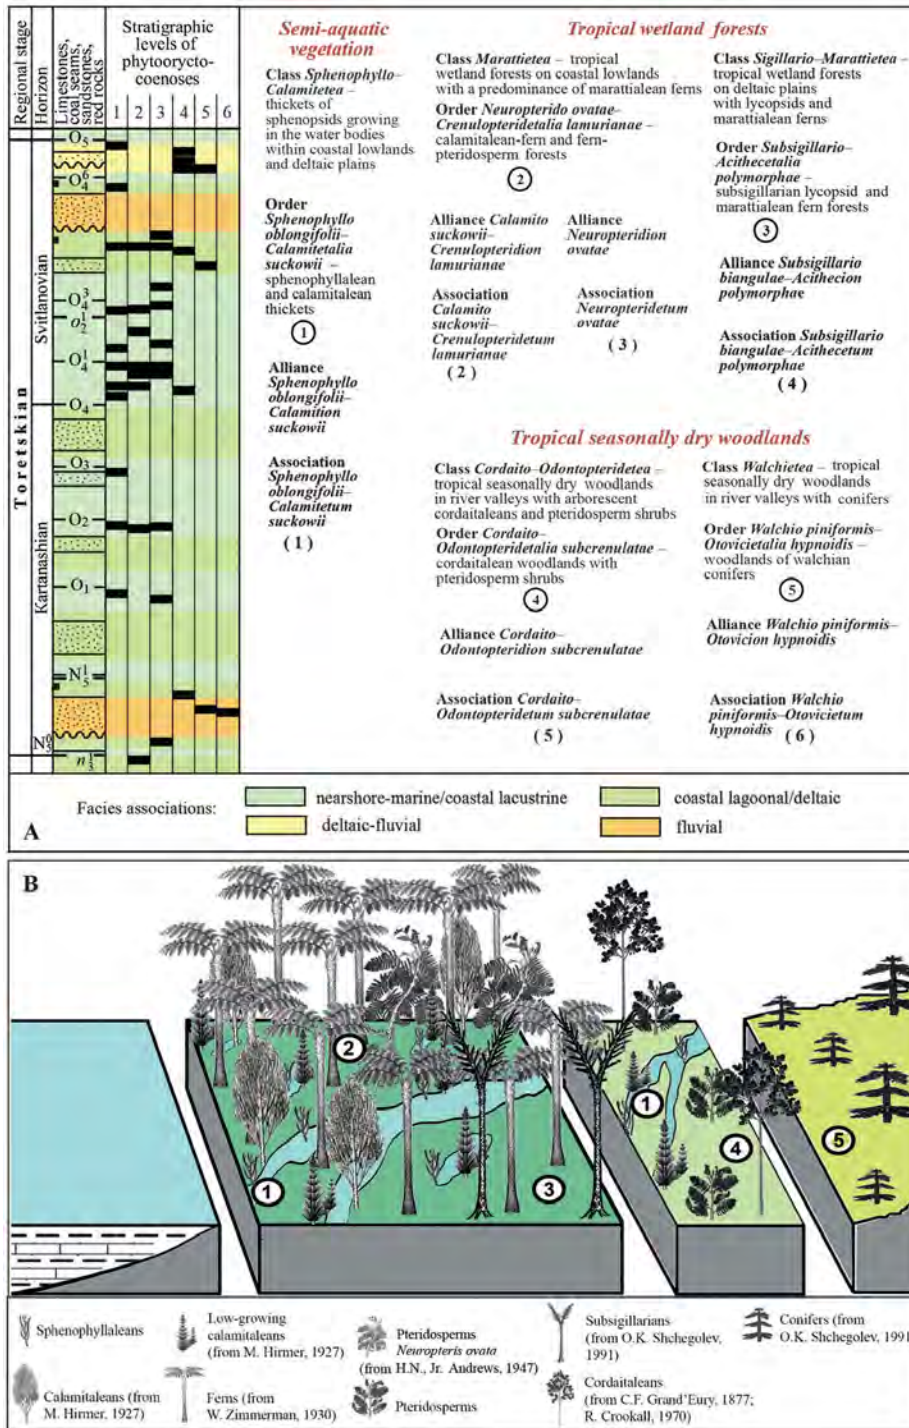 Regional stage
Horizon
Limestones,
coal seams,
sandstones,
red rocks
Stratigraphic
levels of
phytoorycto-
coenoses
1 2 3 4 5 6
Toretskian
Svitlanovian
Kartanashian
O₅
O₄⁶
O₄³
o₂¹
O₄¹
O₄
O₃
O₂
O₁
N₅¹
N₅⁰
n₃¹
Semi-aquatic
vegetation
Class Sphenophyllo–
Calamitetea –
thickets of
sphenopsids growing
in the water bodies
within coastal lowlands
and deltaic plains
Order
Sphenophyllo
oblongifolii–
Calamitetalia
suckowii –
sphenophyllalean
and calamitalean
thickets
1
Alliance
Sphenophyllo
oblongifolii–
Calamition
suckowii
Association
Sphenophyllo
oblongifolii–
Calamitetum
suckowii
( 1 )
Tropical wetland forests
Class Marattietea – tropical
wetland forests on coastal lowlands
with a predominance of marattialean ferns
Order Neuropterido ovatae–
Crenulopteridetalia lamurianae –
calamitalean-fern and fern-
pteridosperm forests
2
Alliance Calamito
suckowii–
Crenulopteridion
lamurianae
Association
Calamito
suckowii–
Crenulopteridetum
lamurianae
( 2 )
Alliance
Neuropteridion
ovatae
Association
Neuropteridetum
ovatae
( 3 )
Class Sigillario–Marattietea –
tropical wetland forests
on deltaic plains
with lycopsids and
marattialean ferns
Order Subsigillario–
Acithecetalia
polymorphae –
subsigillarian lycopsid and
marattialean fern forests
3
Alliance Subsigillario
biangulae–Acithecion
polymorphae
Association Subsigillario
biangulae–Acithecetum
polymorphae
( 4 )
Tropical seasonally dry woodlands
Class Cordaito–Odontopteridetea –
tropical seasonally dry woodlands
in river valleys with arborescent
cordaitaleans and pteridosperm shrubs
Order Cordaito–
Odontopteridetalia subcrenulatae –
cordaitalean woodlands with
pteridosperm shrubs
4
Alliance Cordaito–
Odontopteridion subcrenulatae
Association Cordaito–
Odontopteridetum subcrenulatae
( 5 )
Class Walchietea – tropical
seasonally dry woodlands
in river valleys with conifers
Order Walchio piniformis–
Otovicietalia hypnoidis –
woodlands of walchian
conifers
5
Alliance Walchio piniformis–
Otovicion hypnoidis
Association Walchio
piniformis–Otovicietum
hypnoidis
( 6 )
A
Facies associations:
nearshore-marine/coastal lacustrine
coastal lagoonal/deltaic
deltaic-fluvial
fluvial
B
2
1
3
1
4
5
Sphenophyllaleans
Low-growing
calamitaleans
(from M. Hirmer, 1927)
Pteridosperms
Neuropteris ovata
(from H.N., Jr. Andrews, 1947)
Subsigillarians
(from O.K. Shchegolev,
1991)
Conifers (from
O.K. Shchegolev, 1991
Calamitaleans (from
M. Hirmer, 1927)
Ferns (from
W. Zimmerman, 1930)
Pteridosperms
Cordaitaleans
(from C.F. Grand'Eury, 1877;
R. Crookall, 1970)